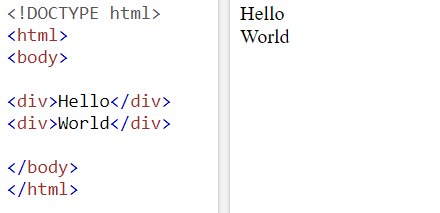 <!DOCTYPE html>
<html>
<body>
<div>Hello</div>
<div>World</div>
</body>
</html>
Hello
World